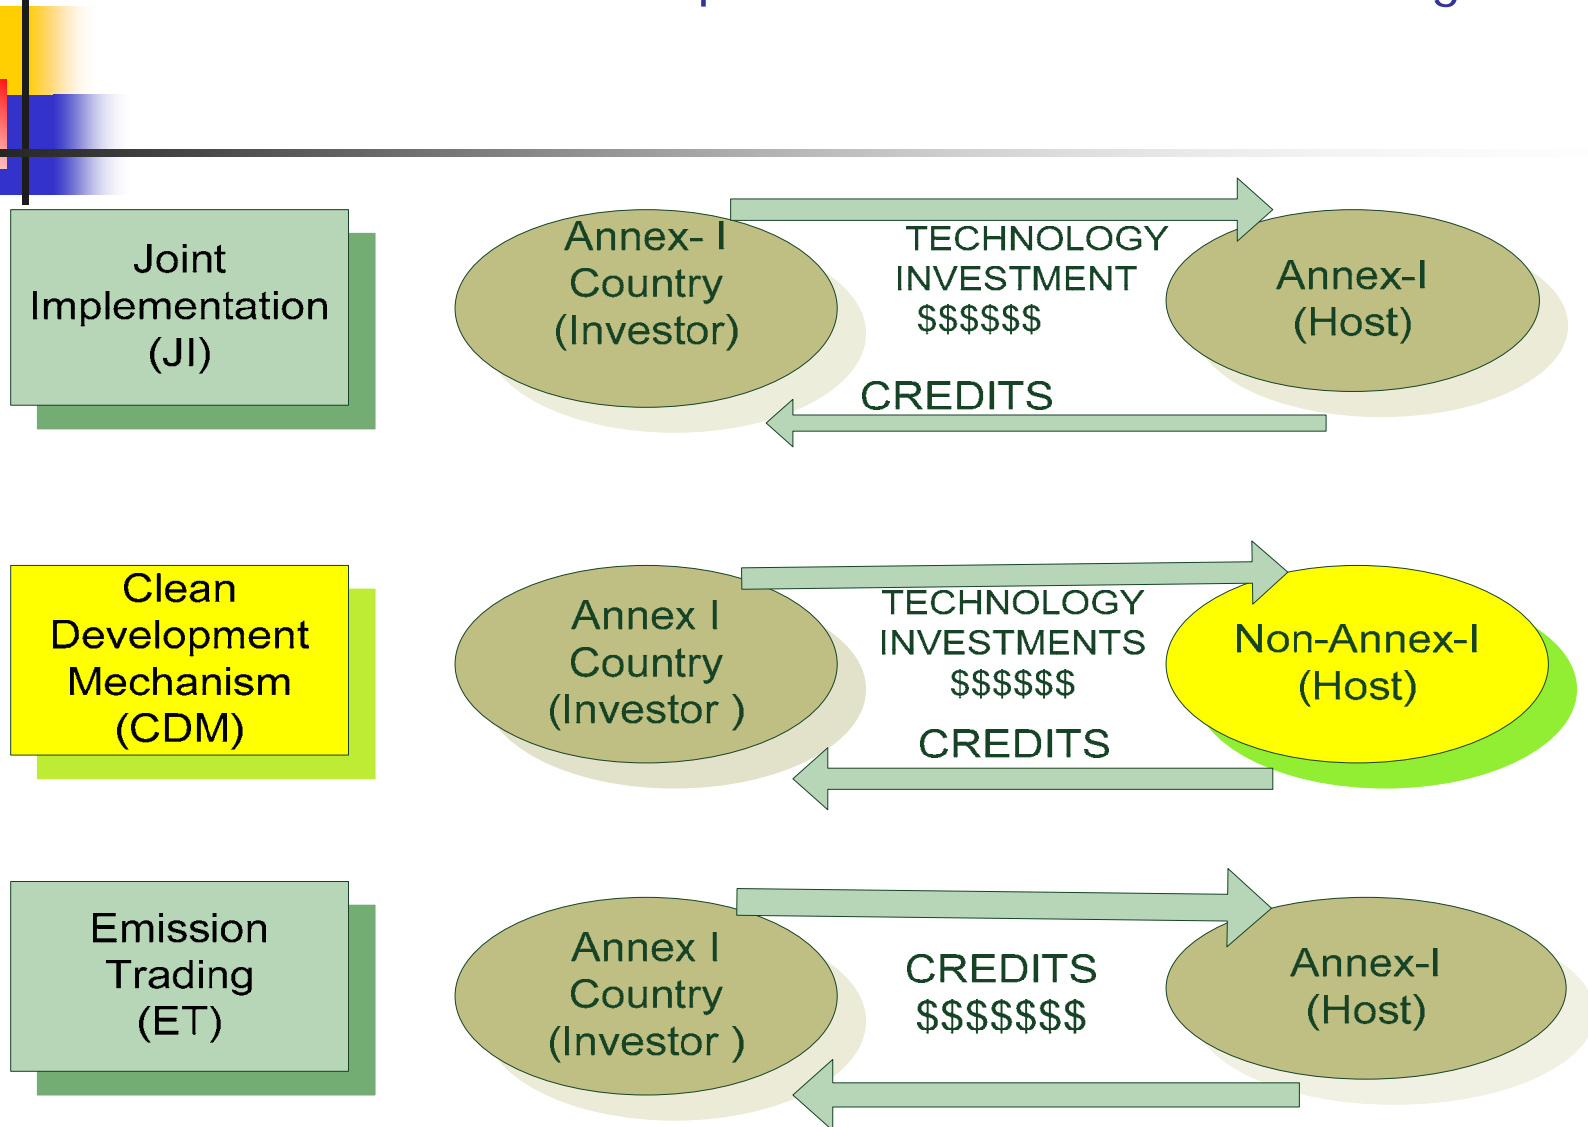 Joint
Implementation
(JI)
Annex- I
Country
(Investor)
TECHNOLOGY
INVESTMENT
$$$$$$
CREDITS
Annex-I
(Host)
Clean
Development
Mechanism
(CDM)
Annex I
Country
(Investor )
TECHNOLOGY
INVESTMENTS
$$$$$$
CREDITS
Non-Annex-I
(Host)
Emission
Trading
(ET)
Annex I
Country
(Investor )
CREDITS
$$$$$$$
Annex-I
(Host)